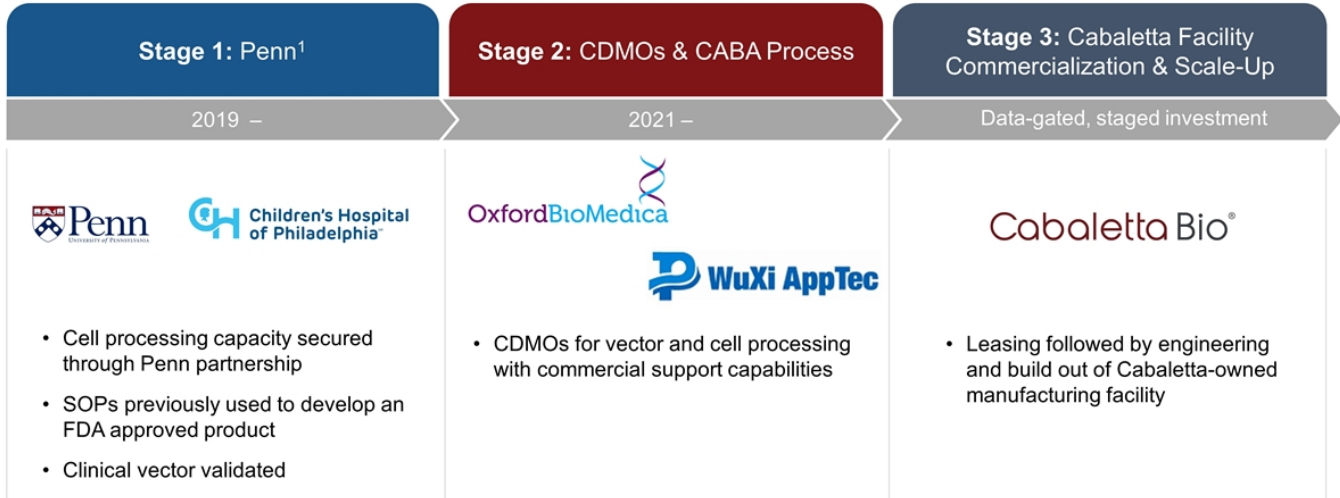 Stage 1: Penn¹
2019 –
Penn
UNIVERSITY OF PENNSYLVANIA
CH Children's Hospital
of Philadelphia™
• Cell processing capacity secured
through Penn partnership
• SOPs previously used to develop an
FDA approved product
• Clinical vector validated
Stage 2: CDMOs & CABA Process
2021 –
OxfordBioMedica
WuXi AppTec
• CDMOs for vector and cell processing
with commercial support capabilities
Stage 3: Cabaletta Facility
Commercialization & Scale-Up
Data-gated, staged investment
Cabaletta Bio®
• Leasing followed by engineering
and build out of Cabaletta-owned
manufacturing facility